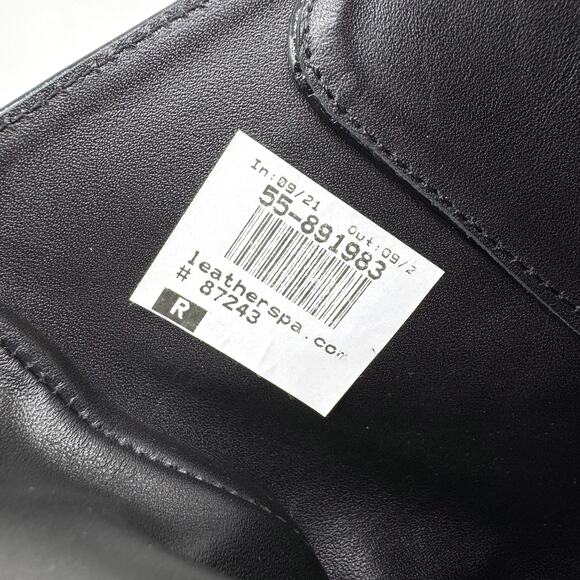 In:09/21 Out:09/2
55-891983
leatherspa.com
# 87243
R